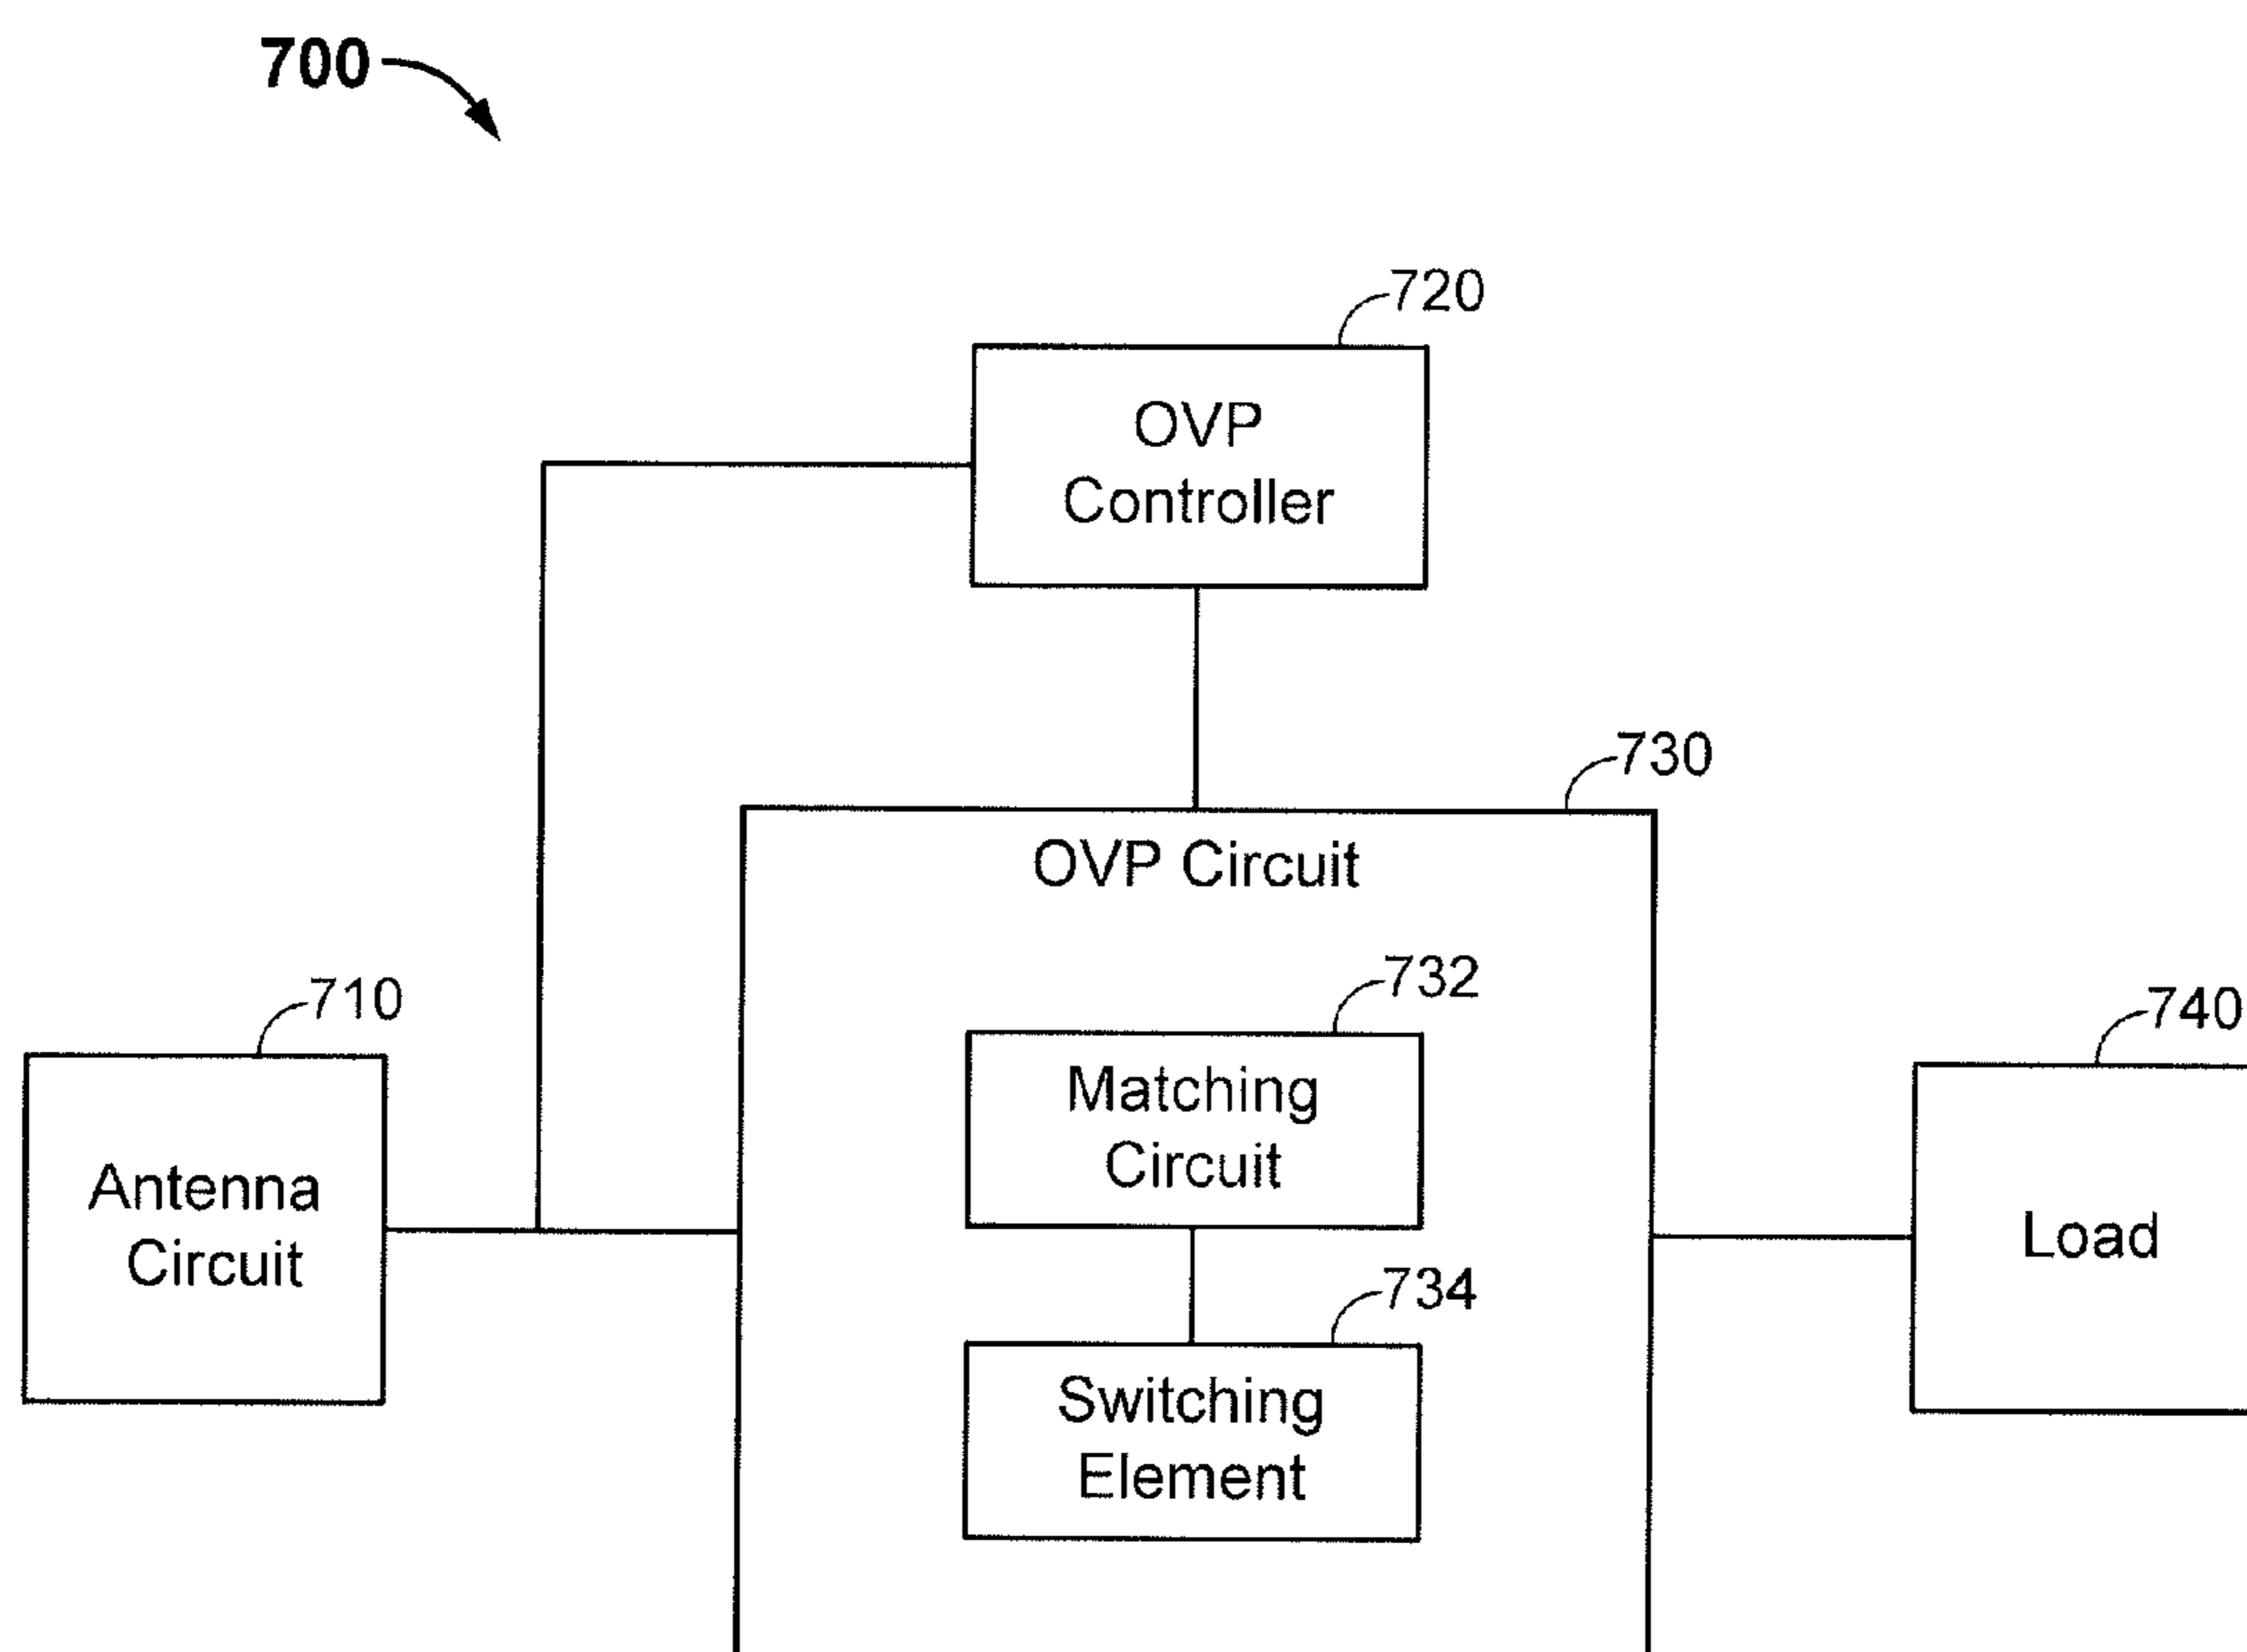 700
720
OVP
Controller
730
OVP Circuit
732
Matching
Circuit
710
Antenna
Circuit
734
Switching
Element
740
Load